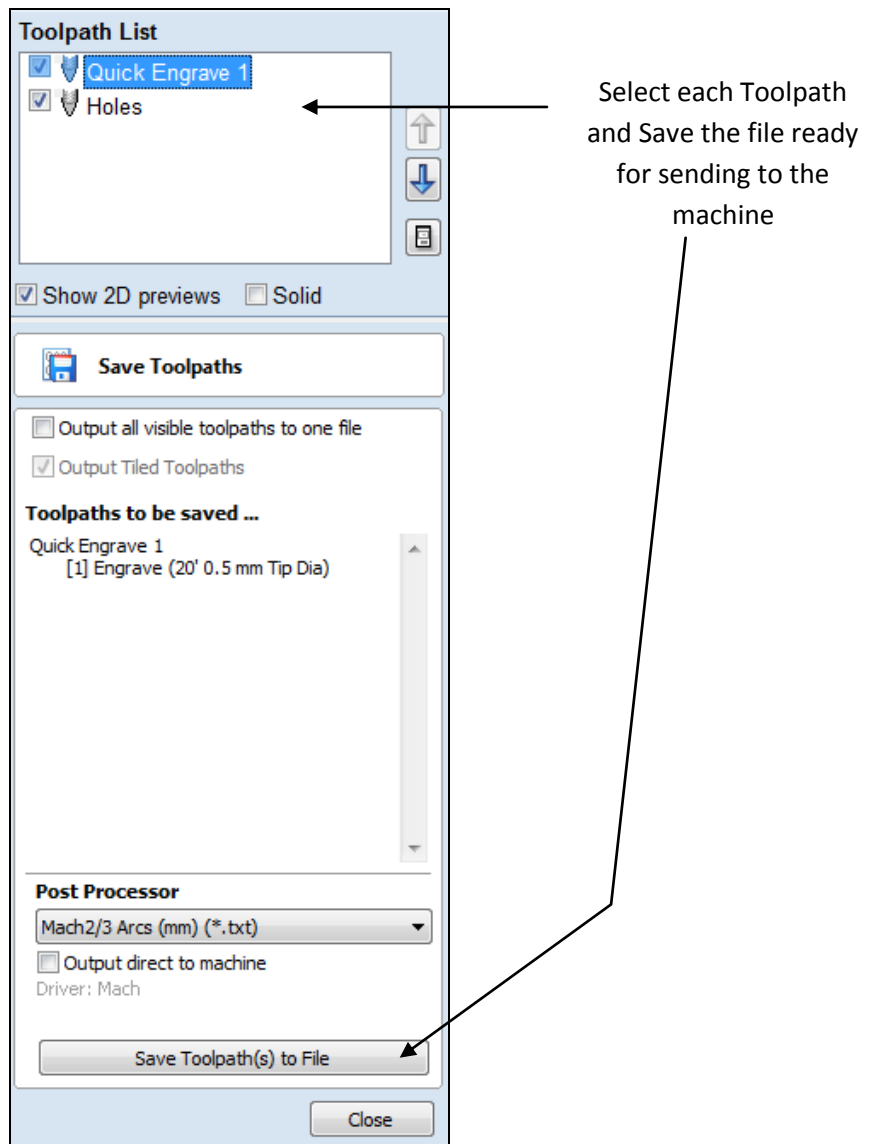 Toolpath List
Quick Engrave 1
Holes
Select each Toolpath
and Save the file ready
for sending to the
machine
Show 2D previews Solid
Save Toolpaths
Output all visible toolpaths to one file
Output Tiled Toolpaths
Toolpaths to be saved ...
Quick Engrave 1
[1] Engrave (20' 0.5 mm Tip Dia)
Post Processor
Mach2/3 Arcs (mm) (*.txt)
Output direct to machine
Driver: Mach
Save Toolpath(s) to File
Close